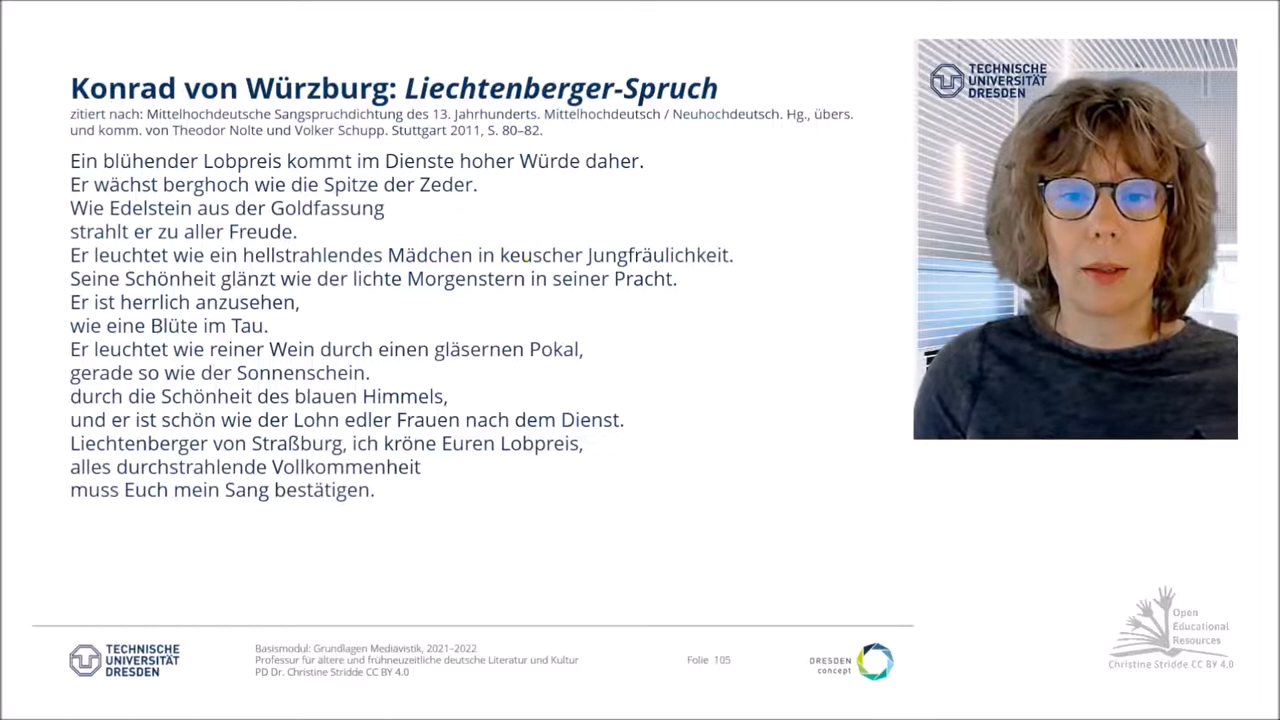 Konrad von Würzburg: Liechtenberger-Spruch
zitiert nach: Mittelhochdeutsche Sangspruchdichtung des 13. Jahrhunderts. Mittelhochdeutsch / Neuhochdeutsch. Hg., übers.
und komm. von Theodor Nolte und Volker Schupp. Stuttgart 2011, S. 80–82.
Ein blühender Lobpreis kommt im Dienste hoher Würde daher.
Er wächst berghoch wie die Spitze der Zeder.
Wie Edelstein aus der Goldfassung
strahlt er zu aller Freude.
Er leuchtet wie ein hellstrahlendes Mädchen in keuscher Jungfräulichkeit.
Seine Schönheit glänzt wie der lichte Morgenstern in seiner Pracht.
Er ist herrlich anzusehen,
wie eine Blüte im Tau.
Er leuchtet wie reiner Wein durch einen gläsernen Pokal,
gerade so wie der Sonnenschein.
durch die Schönheit des blauen Himmels,
und er ist schön wie der Lohn edler Frauen nach dem Dienst.
Liechtenberger von Straßburg, ich kröne Euren Lobpreis,
alles durchstrahlende Vollkommenheit
muss Euch mein Sang bestätigen.
TECHNISCHE
UNIVERSITÄT
DRESDEN
Open
Educational
Resources
Christine Stridde CC BY 4.0
TECHNISCHE
UNIVERSITÄT
DRESDEN
Basismodul: Grundlagen Mediävistik, 2021–2022
Professur für ältere und frühneuzeitliche deutsche Literatur und Kultur
PD Dr. Christine Stridde CC BY 4.0
Folie 105
DRESDEN
concept